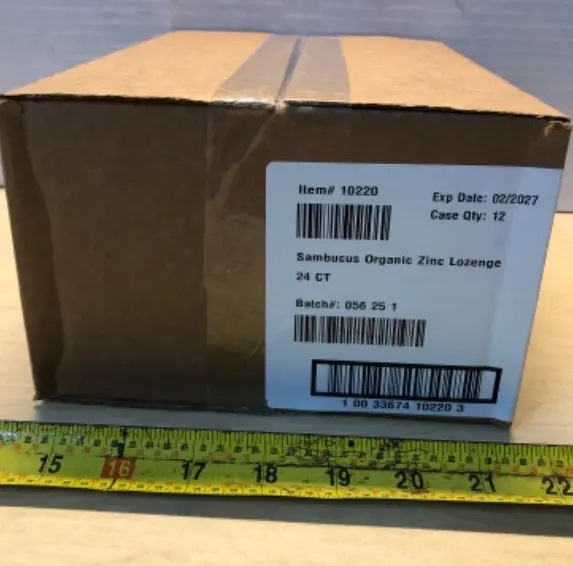 Item# 10220
Exp Date: 02/2027
Case Qty: 12
Sambucus Organic Zinc Lozenge
24 CT
Batch#: 056 25 1
1 00 33674 10220 3
15 16 17 18 19 20 21 22